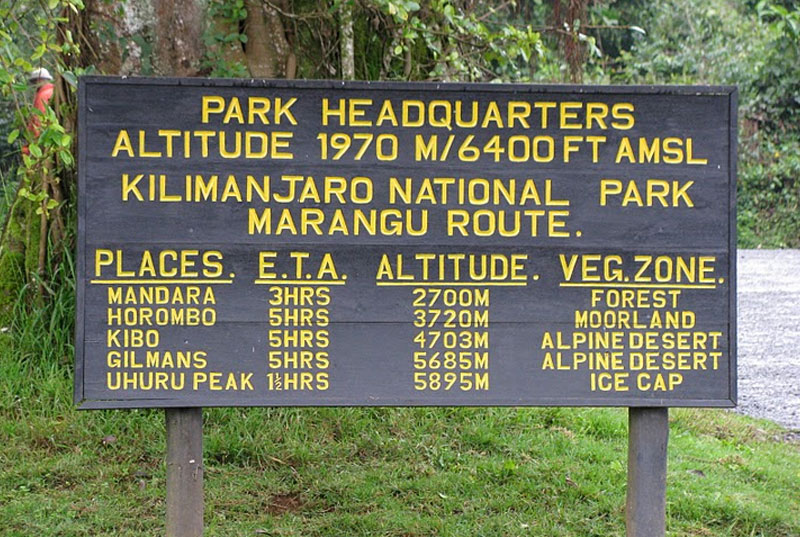 PARK HEADQUARTERS
ALTITUDE 1970 M/6400 FT AMSL
KILIMANJARO NATIONAL PARK
MARANGU ROUTE.
PLACES. E.T.A. ALTITUDE. VEG.ZONE.
MANDARA 3HRS 2700M FOREST
HOROMBO 5HRS 3720M MOORLAND
KIBO 5HRS 4703M ALPINE DESERT
GILMANS 5HRS 5685M ALPINE DESERT
UHURU PEAK 1½HRS 5895M ICE CAP